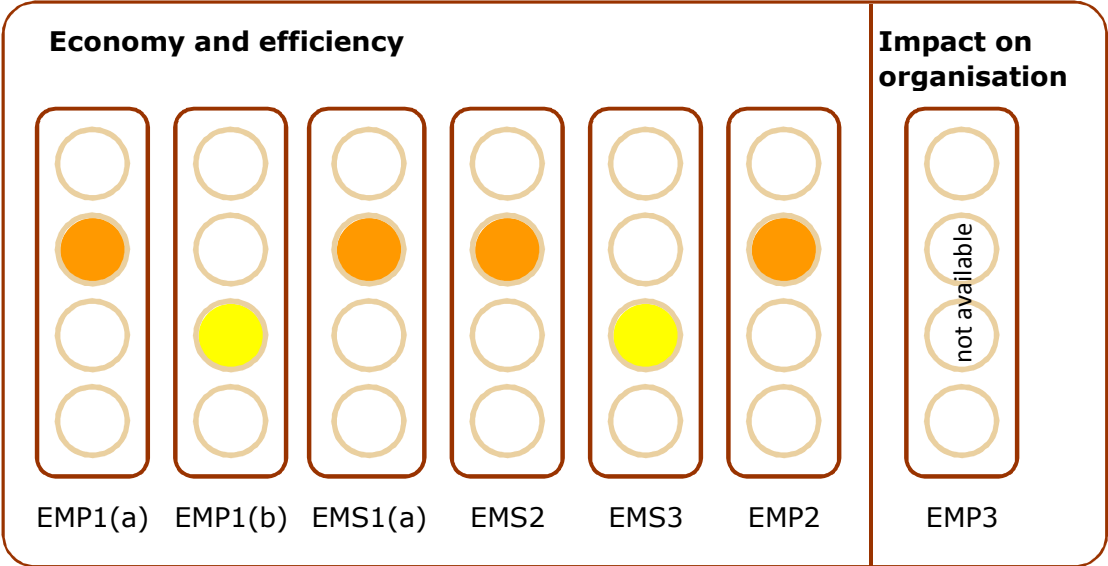 Economy and efficiency
Impact on
organisation
not available
EMP1(a) EMP1(b) EMS1(a) EMS2 EMS3 EMP2 EMP3